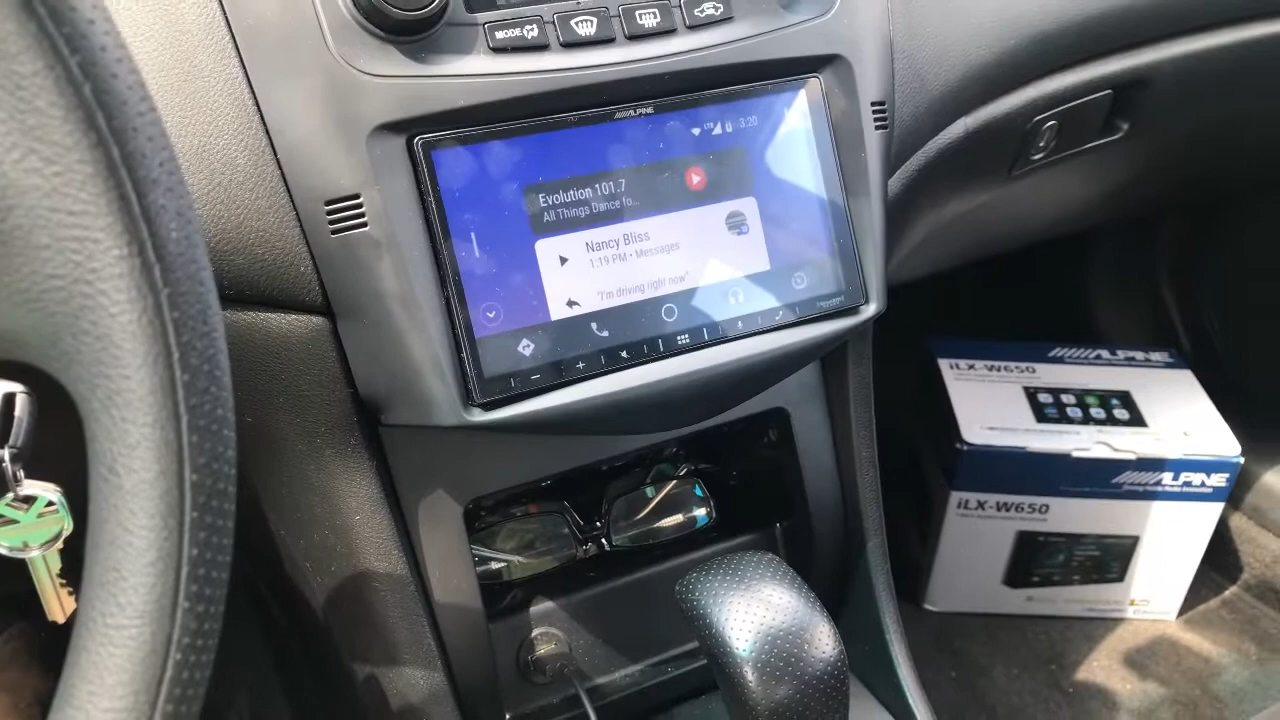 MODE
ALPINE
LTE 3:20
Evolution 101.7
All Things Dance fo...
Nancy Bliss
1:19 PM • Messages
"I'm driving right now"
ALPINE
iLX-W650
ALPINE
iLX-W650